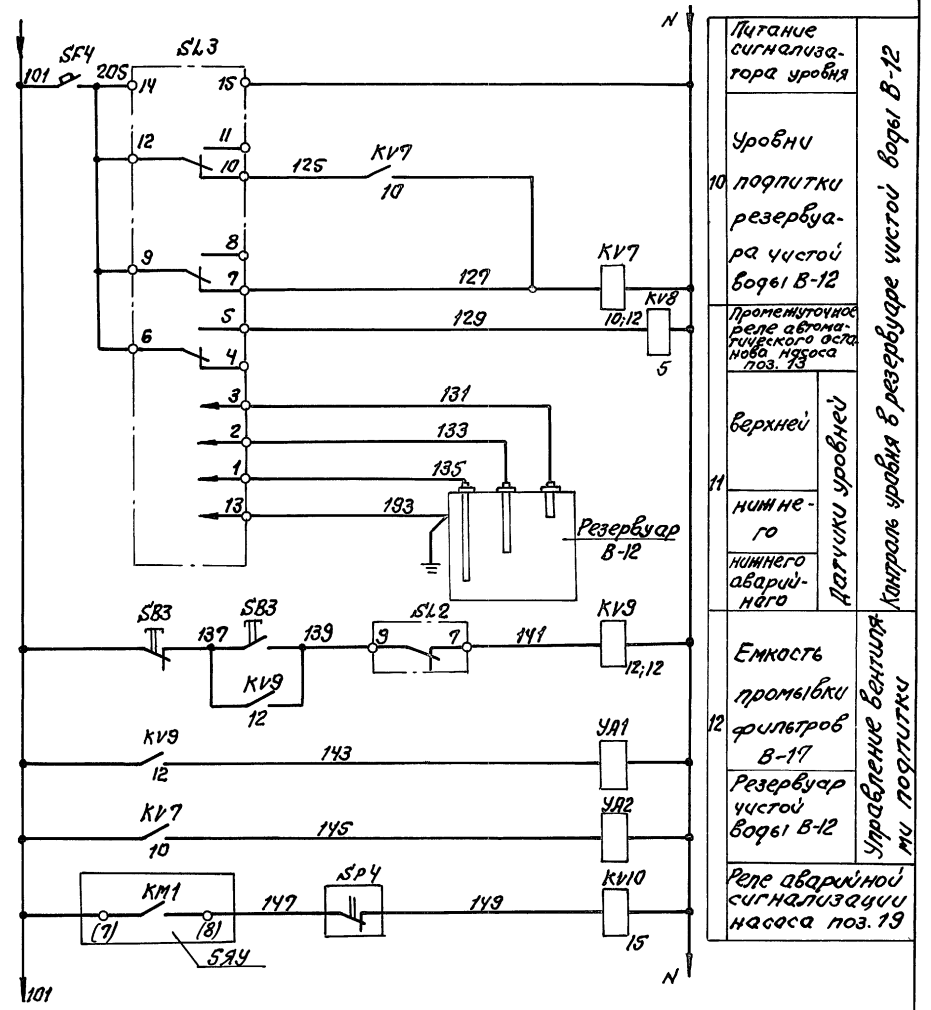 N
SF4
SL3
101
205
14
15
12
11
10
125
KV7
10
9
8
7
127
KV7
10;12
6
5
129
KV8
5
4
3
131
2
133
1
135
13
193
Резервуар
В-12
SB3
137
SB3
139
KV9
12
SL2
9
7
141
KV9
12;12
KV9
12
143
УА1
KV7
10
145
УА2
KM1
(7)
(8)
5ЯУ
147
SP4
149
KV10
15
101
N
Питание
сигнализа-
тора уровня
10
Уровни
подпитки
резервуа-
ра чистой
воды В-12
Промежуточное
реле автома-
тического оста
нова насоса
поз. 13
11
верхней
нижне-
го
нижнего
аварий-
наго
Датчики уровней
Контроль уровня в резервуаре чистой воды В-12
12
Емкость
промывки
фильтров
В-17
Резервуар
чистой
воды В-12
Управление вентиля-
ми подпитки
Реле аварийной
сигнализации
насоса поз. 19